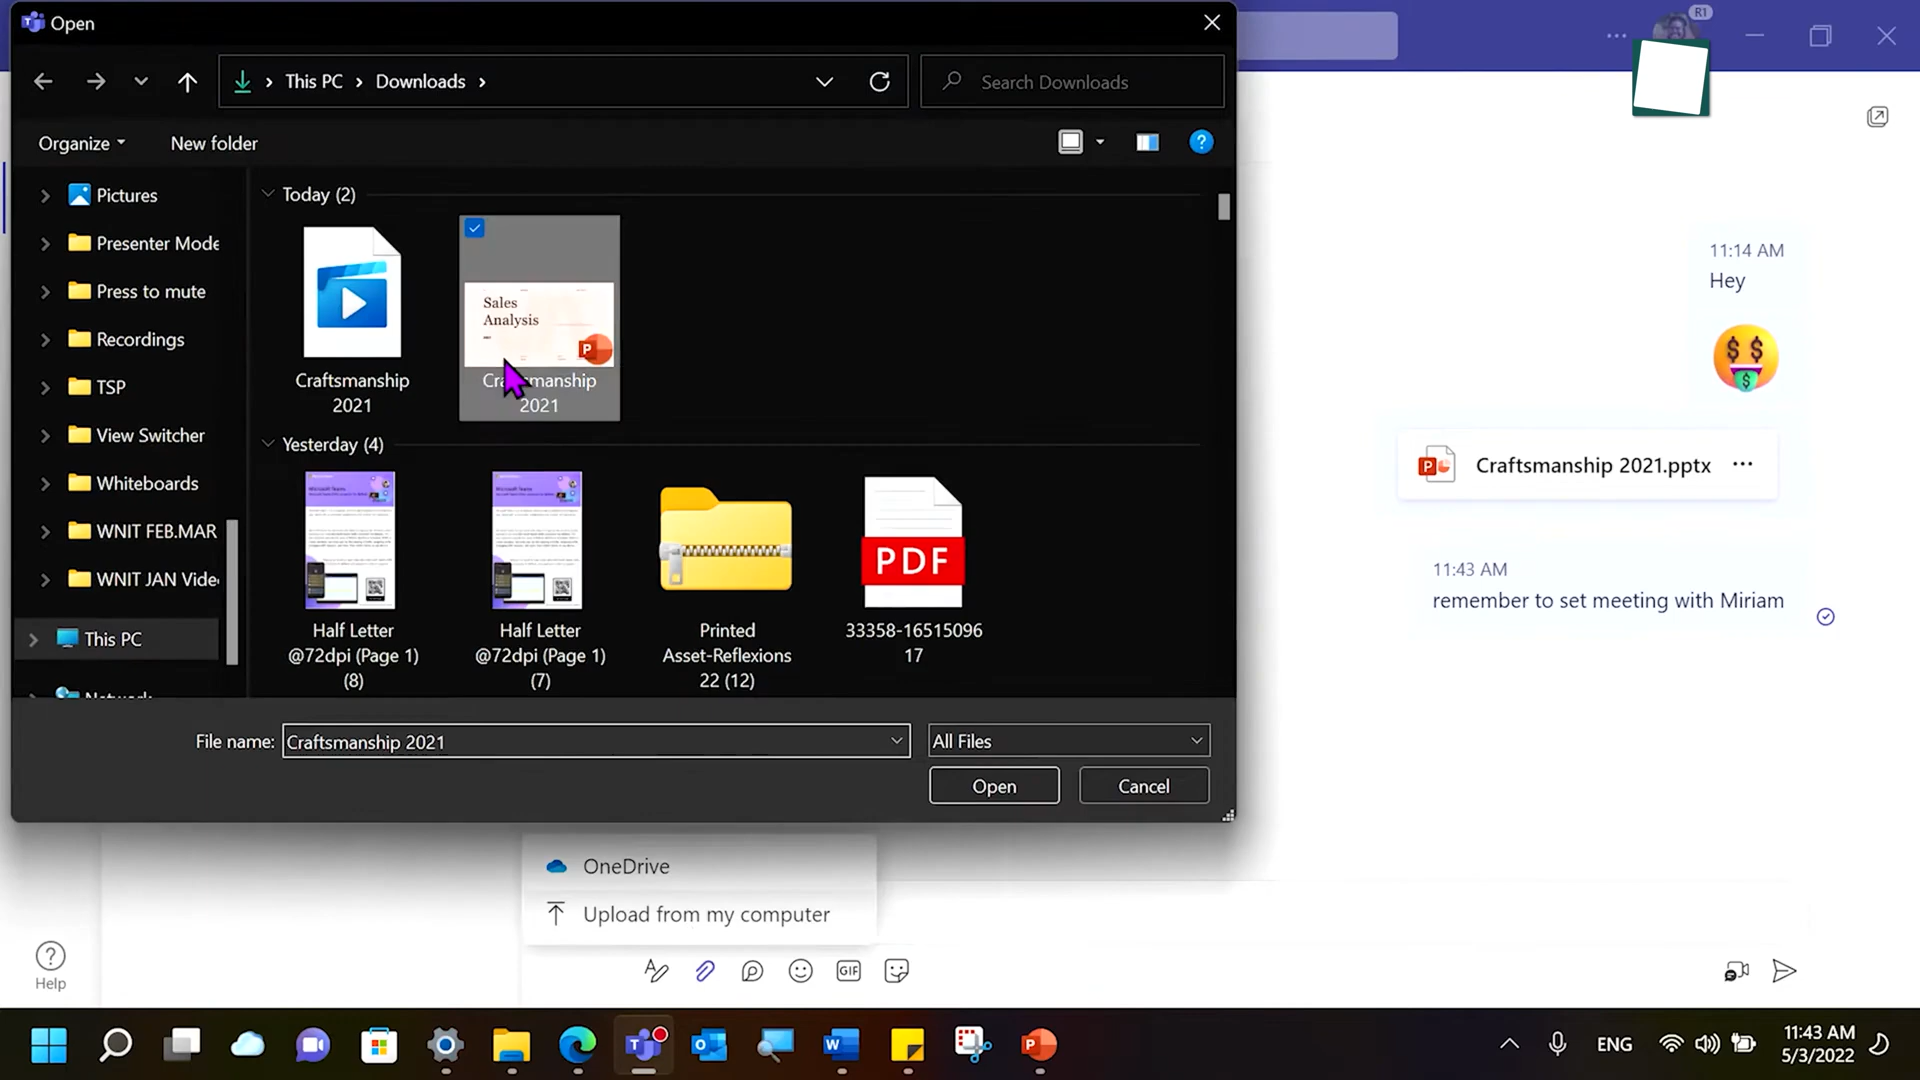 Open
R1
This PC
Downloads
Search Downloads
Organize
New folder
?
Pictures
Presenter Mode
Press to mute
Recordings
TSP
View Switcher
Whiteboards
WNIT FEB.MAR
WNIT JAN Vide
This PC
Network
Today (2)
Sales
Analysis
P
Craftsmanship
2021
Craftsmanship
2021
Yesterday (4)
PDF
Half Letter
@72dpi (Page 1)
(8)
Half Letter
@72dpi (Page 1)
(7)
Printed
Asset-Reflexions
22 (12)
33358-16515096
17
File name:
Craftsmanship 2021
All Files
Open
Cancel
11:14 AM
Hey
$ $
$
P
Craftsmanship 2021.pptx
11:43 AM
remember to set meeting with Miriam
OneDrive
Upload from my computer
GIF
?
Help
T
O
W
P
ENG
11:43 AM
5/3/2022